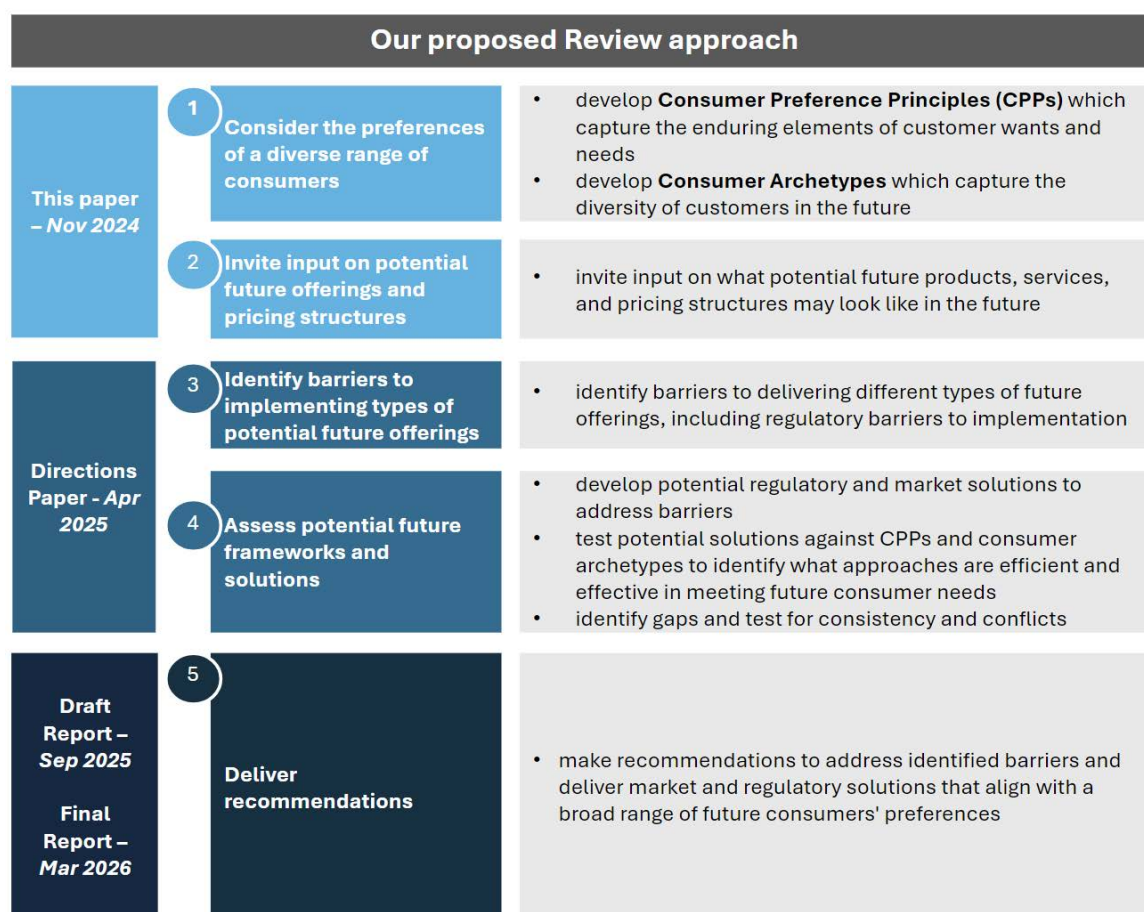 Our proposed Review approach
This paper
– Nov 2024
1
Consider the preferences
of a diverse range of
consumers
• develop Consumer Preference Principles (CPPs) which
capture the enduring elements of customer wants and
needs
• develop Consumer Archetypes which capture the
diversity of customers in the future
2
Invite input on potential
future offerings and
pricing structures
• invite input on what potential future products, services,
and pricing structures may look like in the future
Directions
Paper - Apr
2025
3
Identify barriers to
implementing types of
potential future offerings
• identify barriers to delivering different types of future
offerings, including regulatory barriers to implementation
4
Assess potential future
frameworks and
solutions
• develop potential regulatory and market solutions to
address barriers
• test potential solutions against CPPs and consumer
archetypes to identify what approaches are efficient and
effective in meeting future consumer needs
• identify gaps and test for consistency and conflicts
Draft
Report –
Sep 2025
Final
Report –
Mar 2026
5
Deliver
recommendations
• make recommendations to address identified barriers and
deliver market and regulatory solutions that align with a
broad range of future consumers' preferences